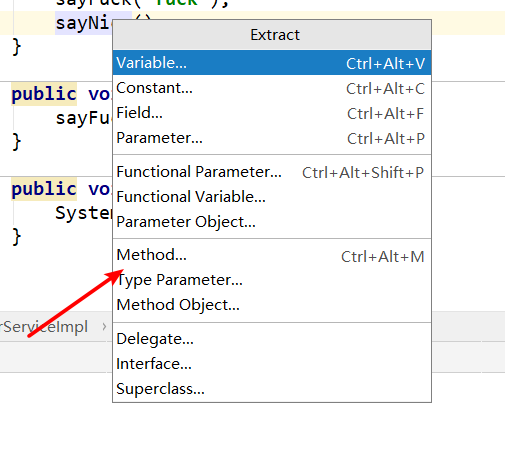 sayFuck("Fuck");
sayNi
}
Extract
Variable... Ctrl+Alt+V
Constant... Ctrl+Alt+C
Field... Ctrl+Alt+F
Parameter... Ctrl+Alt+P
Functional Parameter... Ctrl+Alt+Shift+P
Functional Variable...
Parameter Object...
Method... Ctrl+Alt+M
Type Parameter...
Method Object...
Delegate...
Interface...
Superclass...
public vo
sayFu
}
public vo
System
}
rServiceImpl ›